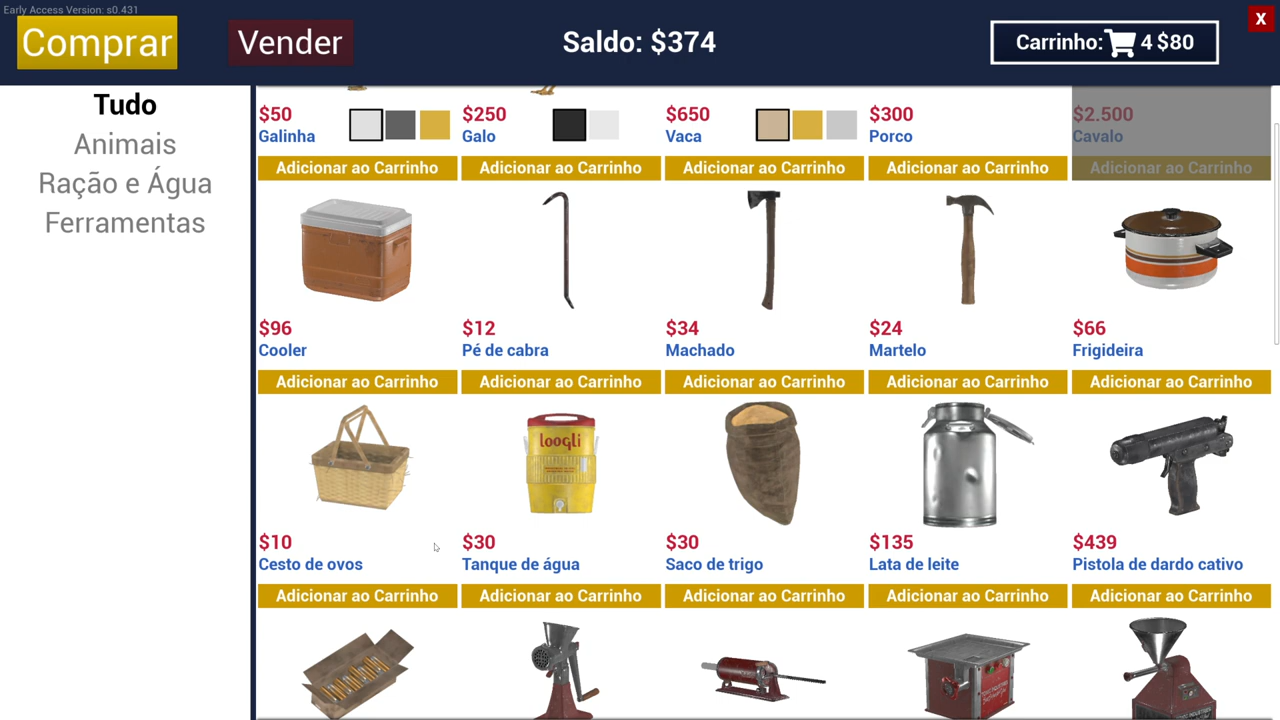 Early Access Version: s0.431
Comprar
Vender
Saldo: $374
Carrinho: 4 $80
X
Tudo
Animais
Ração e Água
Ferramentas
$50
Galinha
$250
Galo
$650
Vaca
$300
Porco
$2.500
Cavalo
Adicionar ao Carrinho
Adicionar ao Carrinho
Adicionar ao Carrinho
Adicionar ao Carrinho
Adicionar ao Carrinho
$96
Cooler
$12
Pé de cabra
$34
Machado
$24
Martelo
$66
Frigideira
Adicionar ao Carrinho
Adicionar ao Carrinho
Adicionar ao Carrinho
Adicionar ao Carrinho
Adicionar ao Carrinho
loogli
$10
Cesto de ovos
$30
Tanque de água
$30
Saco de trigo
$135
Lata de leite
$439
Pistola de dardo cativo
Adicionar ao Carrinho
Adicionar ao Carrinho
Adicionar ao Carrinho
Adicionar ao Carrinho
Adicionar ao Carrinho